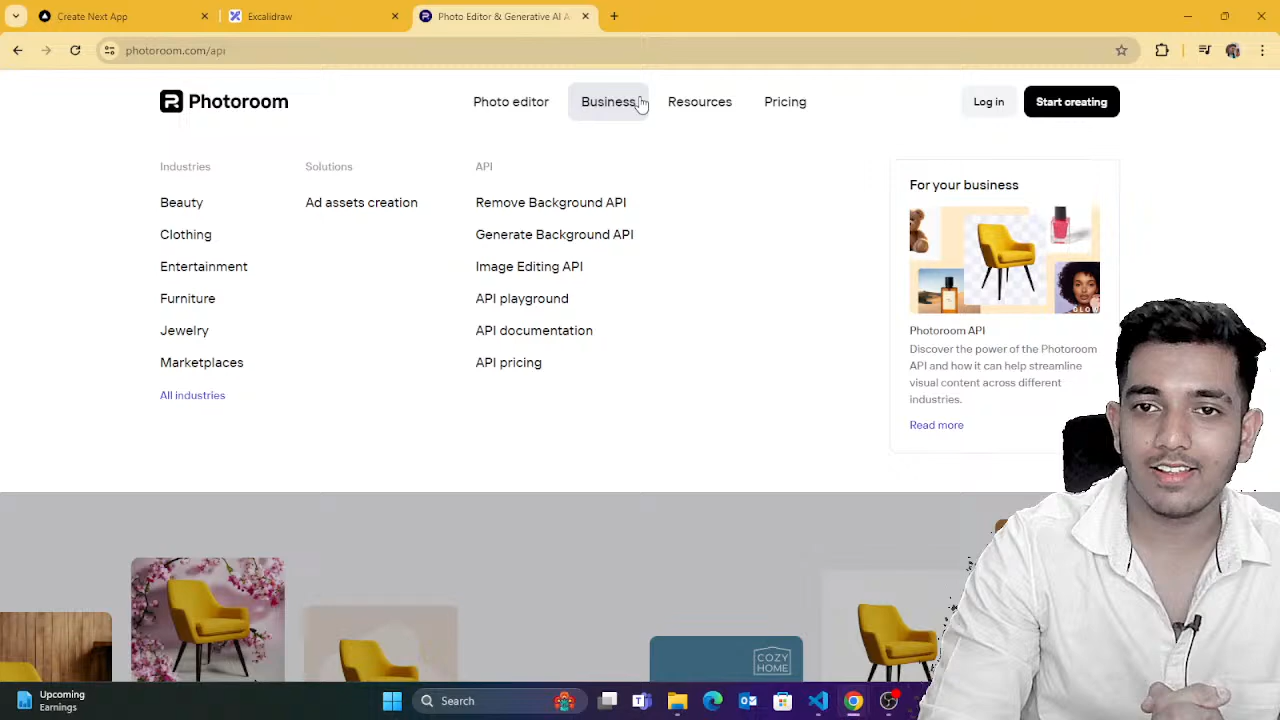 Create Next App
Excalidraw
Photo Editor & Generative AI A
photoroom.com/api
Photoroom
Photo editor
Business
Resources
Pricing
Log in
Start creating
Industries
Beauty
Clothing
Entertainment
Furniture
Jewelry
Marketplaces
All industries
Solutions
Ad assets creation
API
Remove Background API
Generate Background API
Image Editing API
API playground
API documentation
API pricing
For your business
GLOW
Photoroom API
Discover the power of the Photoroom
API and how it can help streamline
visual content across different
industries.
Read more
COZY
HOME
Upcoming
Earnings
Search